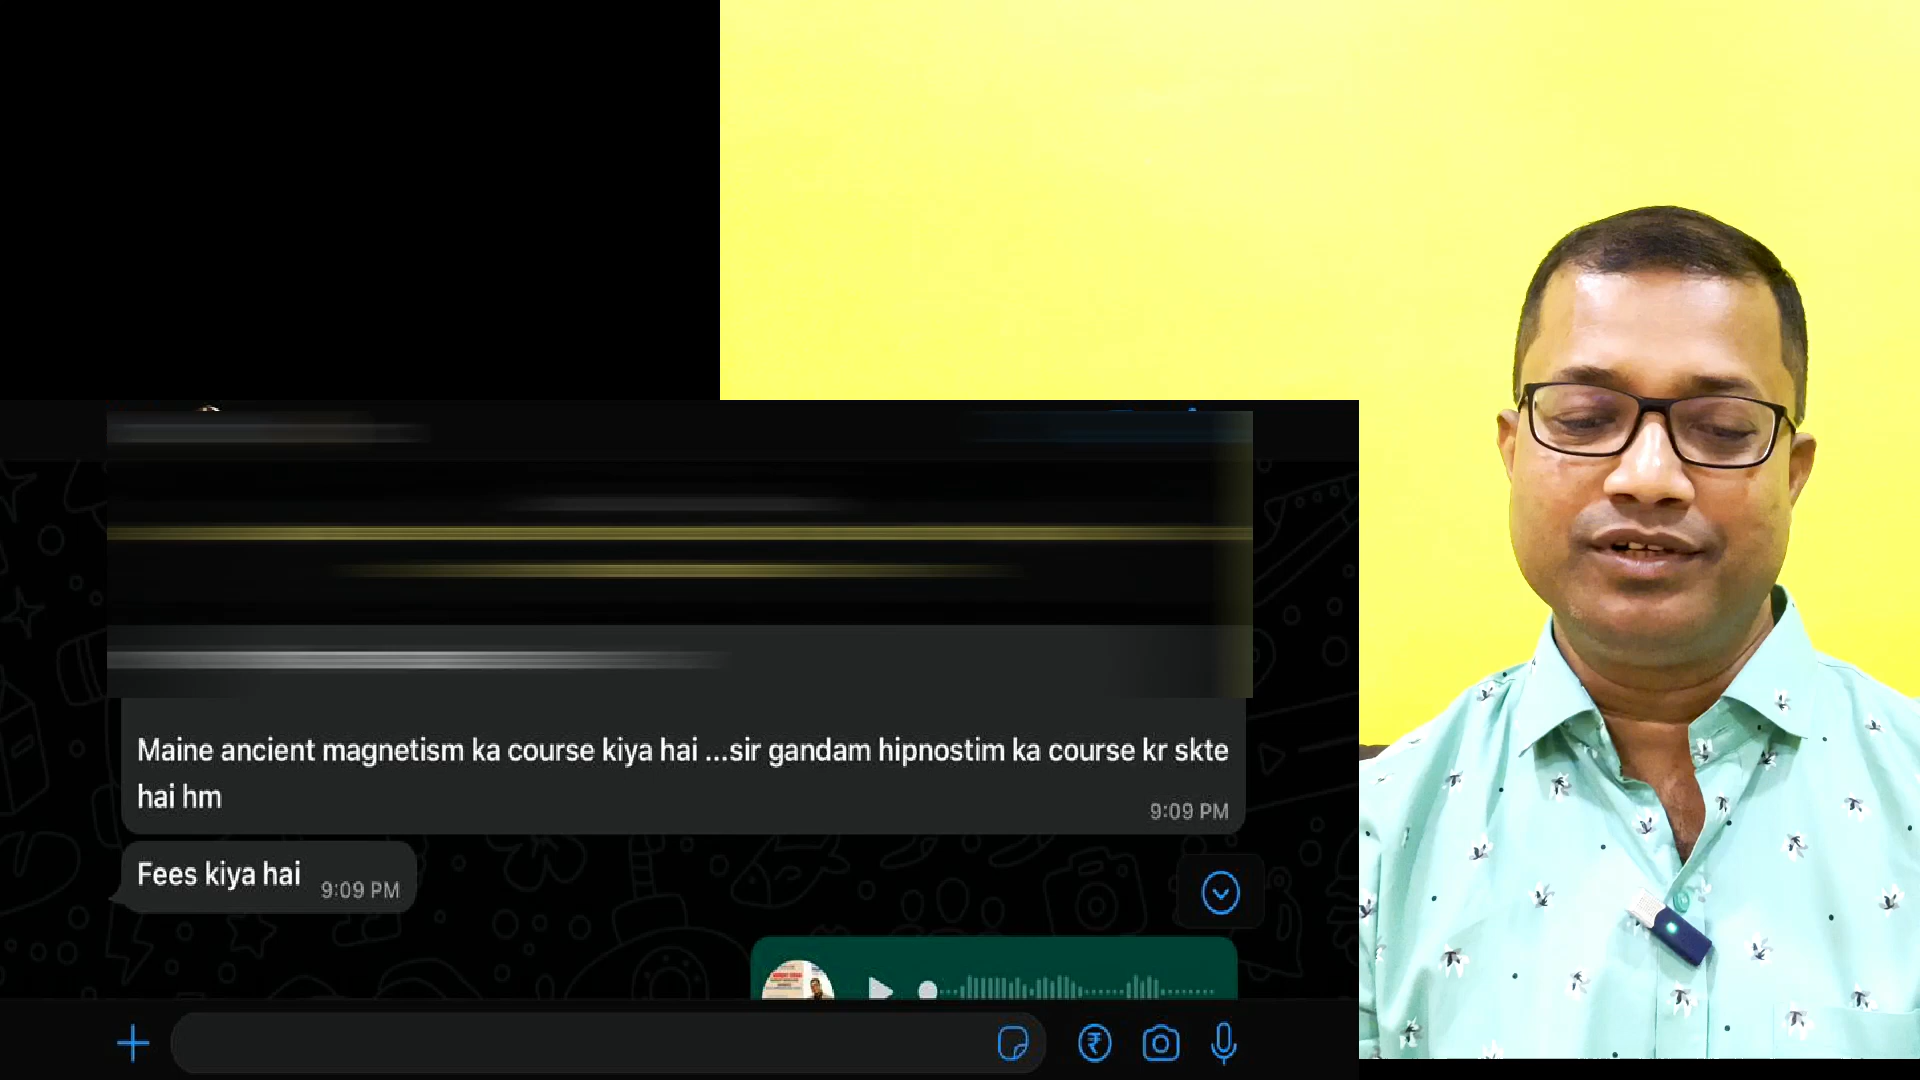 Maine ancient magnetism ka course kiya hai ...sir gandam hipnostim ka course kr skte
hai hm
9:09 PM
Fees kiya hai
9:09 PM